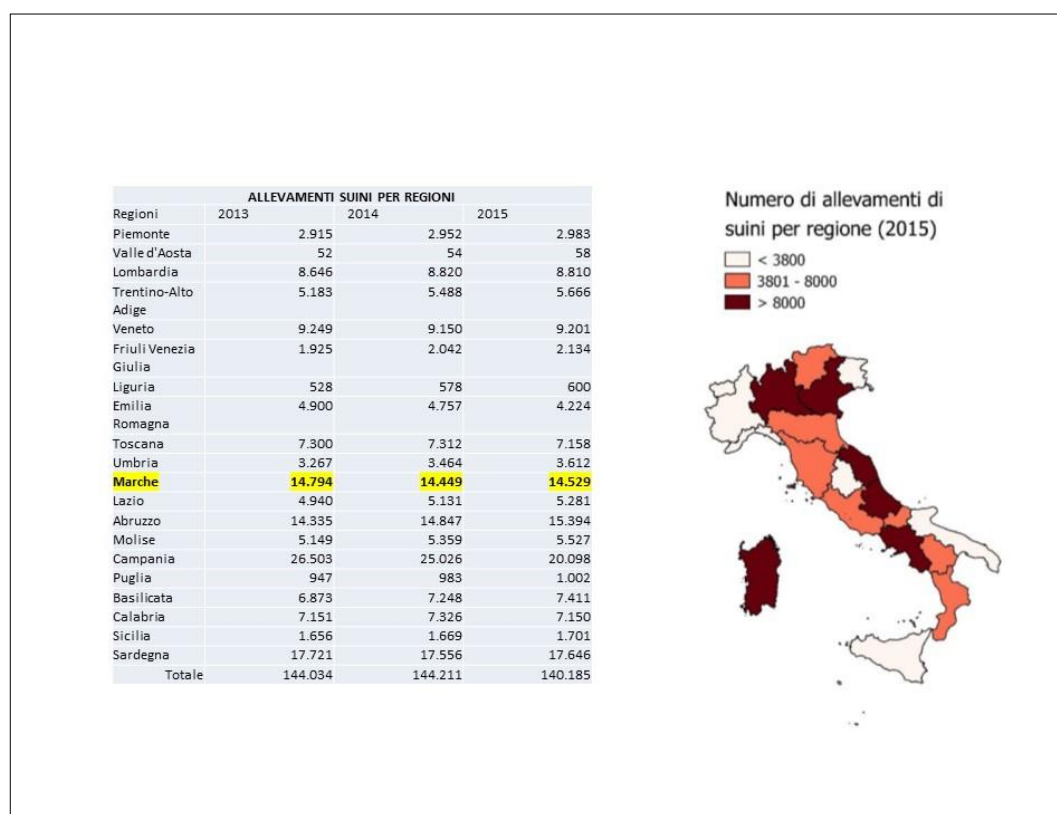 ALLEVAMENTI SUINI PER REGIONI
Regioni 2013 2014 2015
Piemonte 2.915 2.952 2.983
Valle d'Aosta 52 54 58
Lombardia 8.646 8.820 8.810
Trentino-Alto 5.183 5.488 5.666
Adige
Veneto 9.249 9.150 9.201
Friuli Venezia 1.925 2.042 2.134
Giulia
Liguria 528 578 600
Emilia 4.900 4.757 4.224
Romagna
Toscana 7.300 7.312 7.158
Umbria 3.267 3.464 3.612
Marche 14.794 14.449 14.529
Lazio 4.940 5.131 5.281
Abruzzo 14.335 14.847 15.394
Molise 5.149 5.359 5.527
Campania 26.503 25.026 20.098
Puglia 947 983 1.002
Basilicata 6.873 7.248 7.411
Calabria 7.151 7.326 7.150
Sicilia 1.656 1.669 1.701
Sardegna 17.721 17.556 17.646
Totale 144.034 144.211 140.185
Numero di allevamenti di
suini per regione (2015)
< 3800
3801 - 8000
> 8000